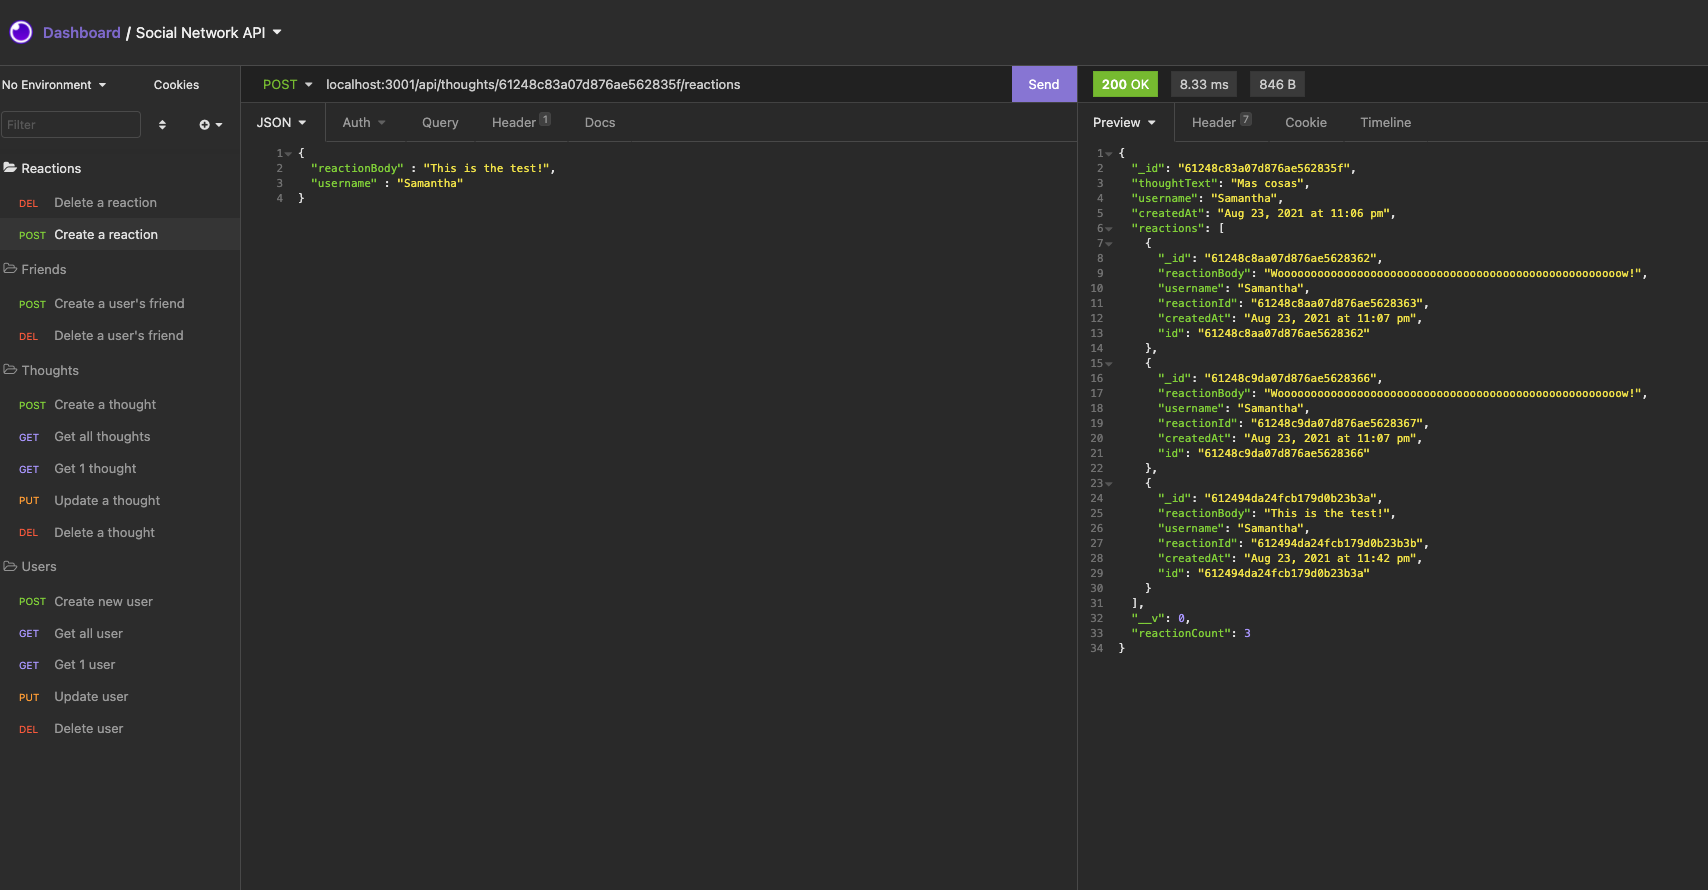 Dashboard / Social Network API
No Environment
Cookies
Filter
Reactions
DEL Delete a reaction
POST Create a reaction
Friends
POST Create a user's friend
DEL Delete a user's friend
Thoughts
POST Create a thought
GET Get all thoughts
GET Get 1 thought
PUT Update a thought
DEL Delete a thought
Users
POST Create new user
GET Get all user
GET Get 1 user
PUT Update user
DEL Delete user
POST localhost:3001/api/thoughts/61248c83a07d876ae562835f/reactions Send
JSON Auth Query Header 1 Docs
1 {
2 "reactionBody" : "This is the test!",
3 "username" : "Samantha"
4 }
200 OK 8.33 ms 846 B
Preview Header 7 Cookie Timeline
1 {
2 "_id": "61248c83a07d876ae562835f",
3 "thoughtText": "Mas cosas",
4 "username": "Samantha",
5 "createdAt": "Aug 23, 2021 at 11:06 pm",
6 "reactions": [
7 {
8 "_id": "61248c8aa07d876ae5628362",
9 "reactionBody": "Wooooooooooooooooooooooooooooooooooooooooooooooooooooow!",
10 "username": "Samantha",
11 "reactionId": "61248c8aa07d876ae5628363",
12 "createdAt": "Aug 23, 2021 at 11:07 pm",
13 "id": "61248c8aa07d876ae5628362"
14 },
15 {
16 "_id": "61248c9da07d876ae5628366",
17 "reactionBody": "Wooooooooooooooooooooooooooooooooooooooooooooooooooooow!",
18 "username": "Samantha",
19 "reactionId": "61248c9da07d876ae5628367",
20 "createdAt": "Aug 23, 2021 at 11:07 pm",
21 "id": "61248c9da07d876ae5628366"
22 },
23 {
24 "_id": "612494da24fcb179d0b23b3a",
25 "reactionBody": "This is the test!",
26 "username": "Samantha",
27 "reactionId": "612494da24fcb179d0b23b3b",
28 "createdAt": "Aug 23, 2021 at 11:42 pm",
29 "id": "612494da24fcb179d0b23b3a"
30 }
31 ],
32 "__v": 0,
33 "reactionCount": 3
34 }